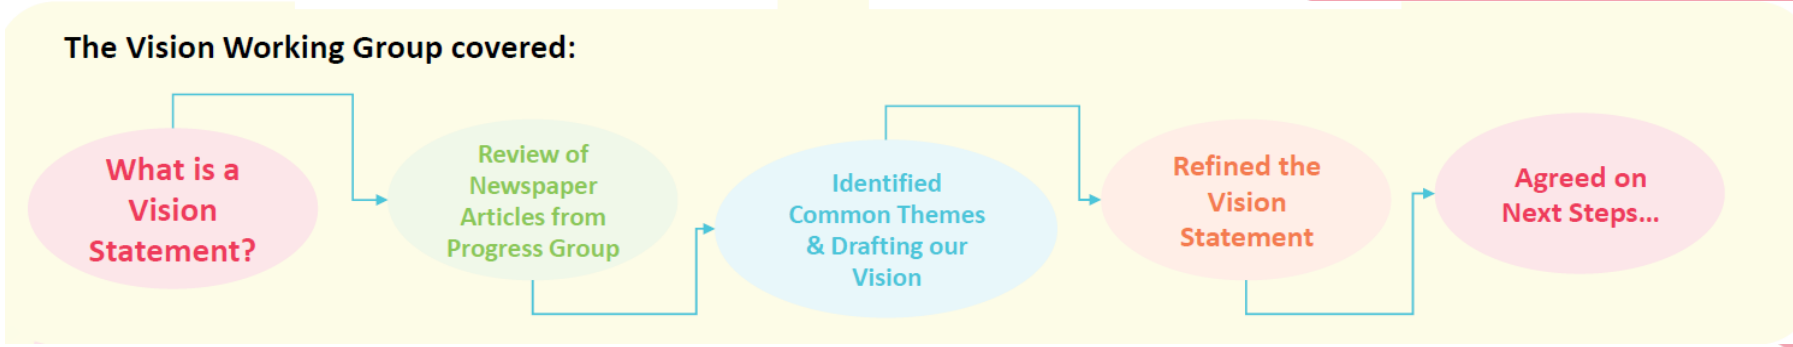 The Vision Working Group covered:
What is a
Vision
Statement?
Review of
Newspaper
Articles from
Progress Group
Identified
Common Themes
& Drafting our
Vision
Refined the
Vision
Statement
Agreed on
Next Steps...